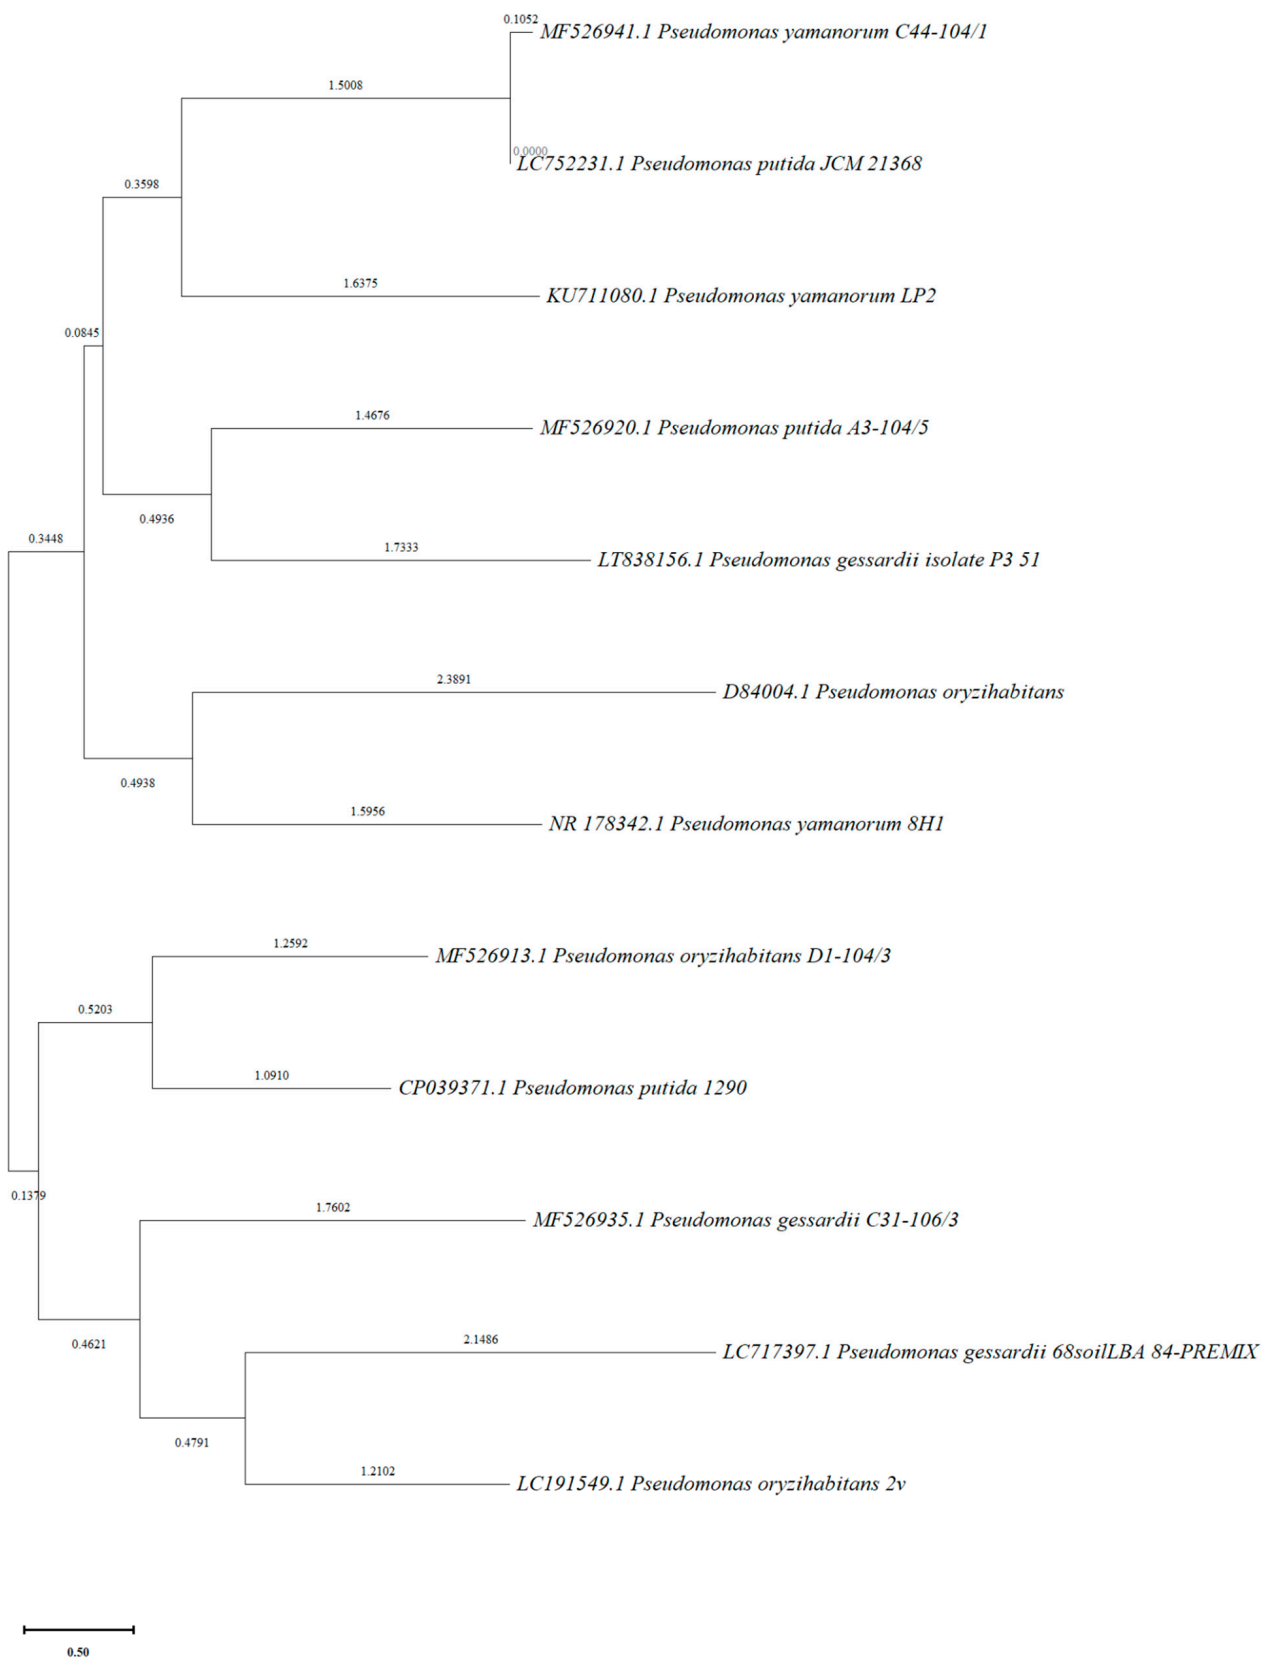 0.1052
MF526941.1 Pseudomonas yamanorum C44-104/1
1.5008
0.0000
LC752231.1 Pseudomonas putida JCM 21368
0.3598
1.6375
KU711080.1 Pseudomonas yamanorum LP2
0.0845
1.4676
MF526920.1 Pseudomonas putida A3-104/5
0.4936
1.7333
LT838156.1 Pseudomonas gessardii isolate P3 51
0.3448
2.3891
D84004.1 Pseudomonas oryzihabitans
0.4938
1.5956
NR 178342.1 Pseudomonas yamanorum 8H1
1.2592
MF526913.1 Pseudomonas oryzihabitans D1-104/3
0.5203
1.0910
CP039371.1 Pseudomonas putida 1290
0.1379
1.7602
MF526935.1 Pseudomonas gessardii C31-106/3
0.4621
2.1486
LC717397.1 Pseudomonas gessardii 68soilLBA 84-PREMIX
0.4791
1.2102
LC191549.1 Pseudomonas oryzihabitans 2v
0.50